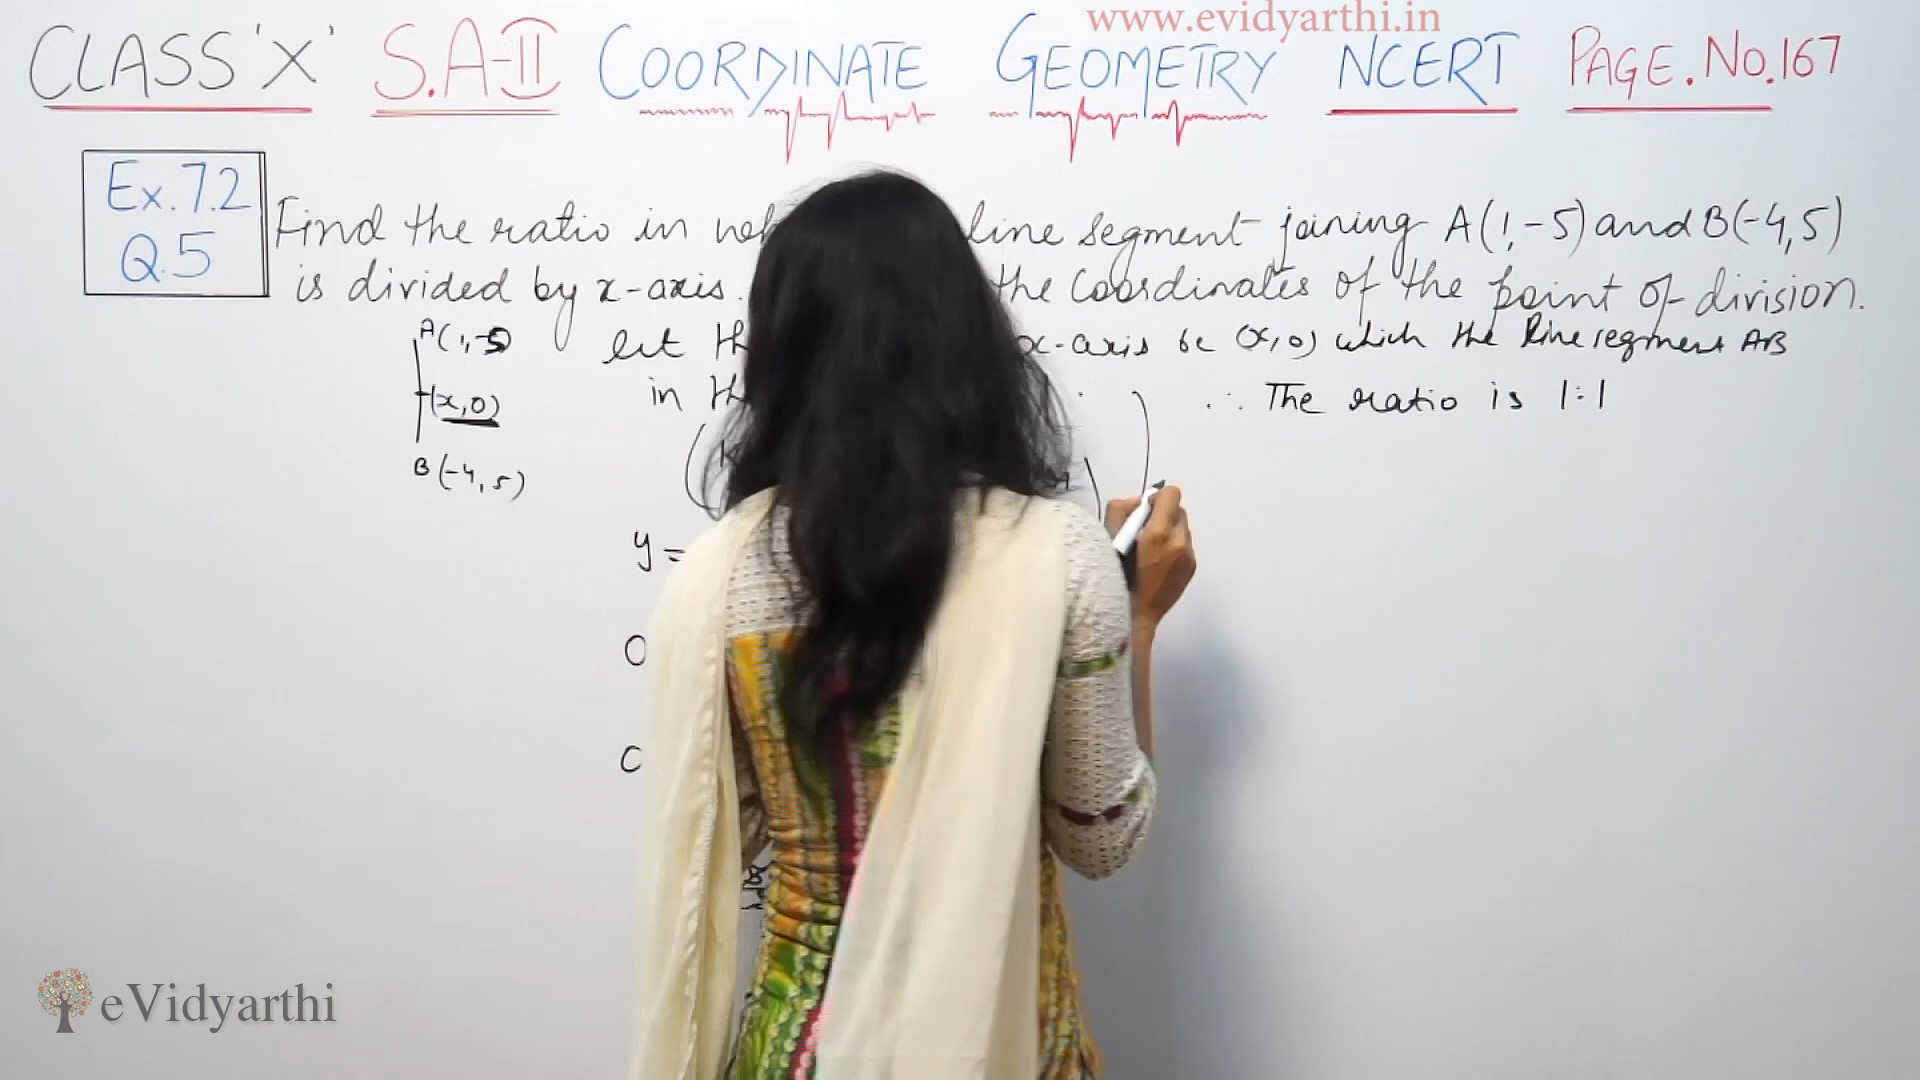 www.evidyarthi.in
CLASS 'X' S.A-II COORDINATE GEOMETRY NCERT PAGE.No.167
Ex.7.2
Q.5
Find the ratio in line segment joining A(1,-5) and B(-4,5)
is divided by x-axis. the coordinates of the point of division.
A(1,-5) let x-axis be (x,0) which the line segment AB
in ∴ The ratio is 1:1
(x,0)
B(-4,5)
y =
0
eVidyarthi